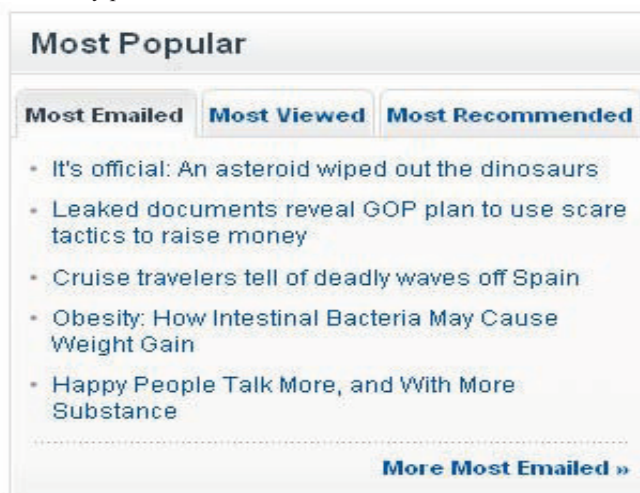 Most Popular
Most Emailed Most Viewed Most Recommended
It's official: An asteroid wiped out the dinosaurs
Leaked documents reveal GOP plan to use scare
tactics to raise money
Cruise travelers tell of deadly waves off Spain
Obesity: How Intestinal Bacteria May Cause
Weight Gain
Happy People Talk More, and With More
Substance
More Most Emailed »